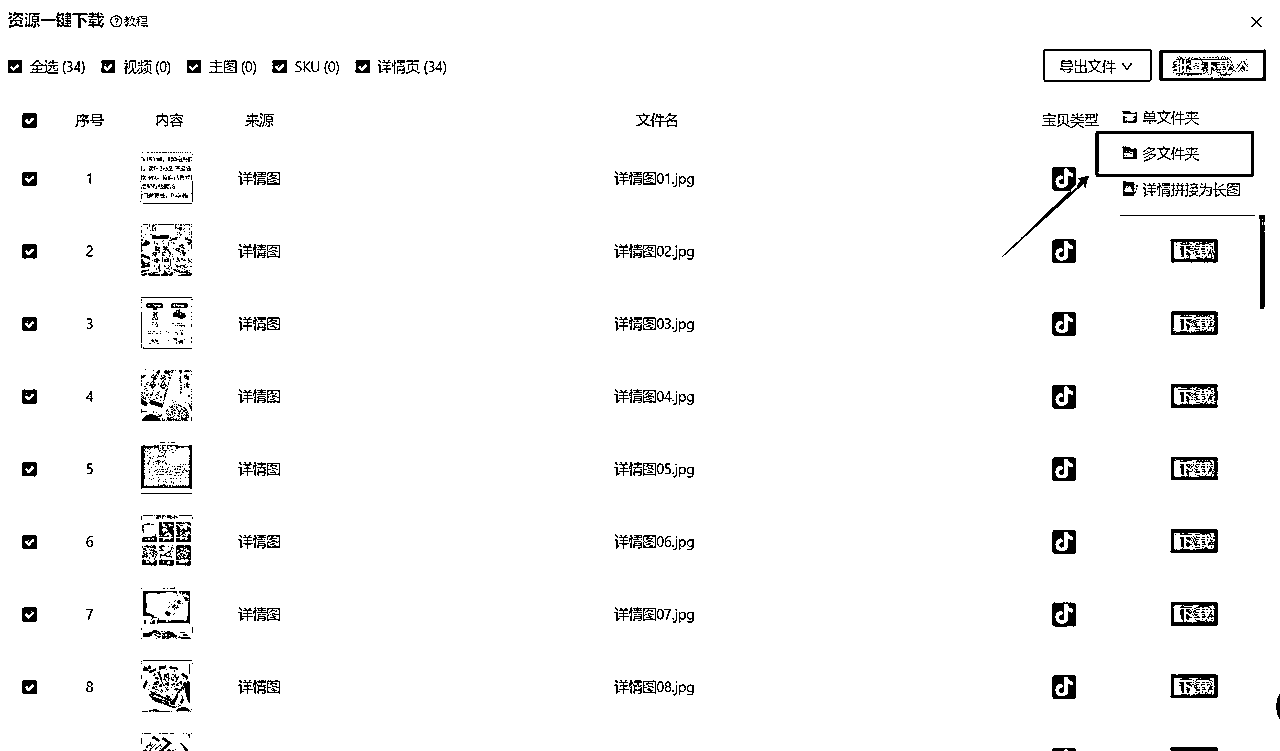 资源一键下载 ?教程
全选 (34) 视频 (0) 主图 (0) SKU (0) 详情页 (34)
导出文件
批量下载
序号 内容 来源 文件名 宝贝类型
单文件夹
多文件夹
详情拼接为长图
1 详情图 详情图01.jpg
2 详情图 详情图02.jpg 下载
3 详情图 详情图03.jpg 下载
4 详情图 详情图04.jpg 下载
5 详情图 详情图05.jpg 下载
6 详情图 详情图06.jpg 下载
7 详情图 详情图07.jpg 下载
8 详情图 详情图08.jpg 下载